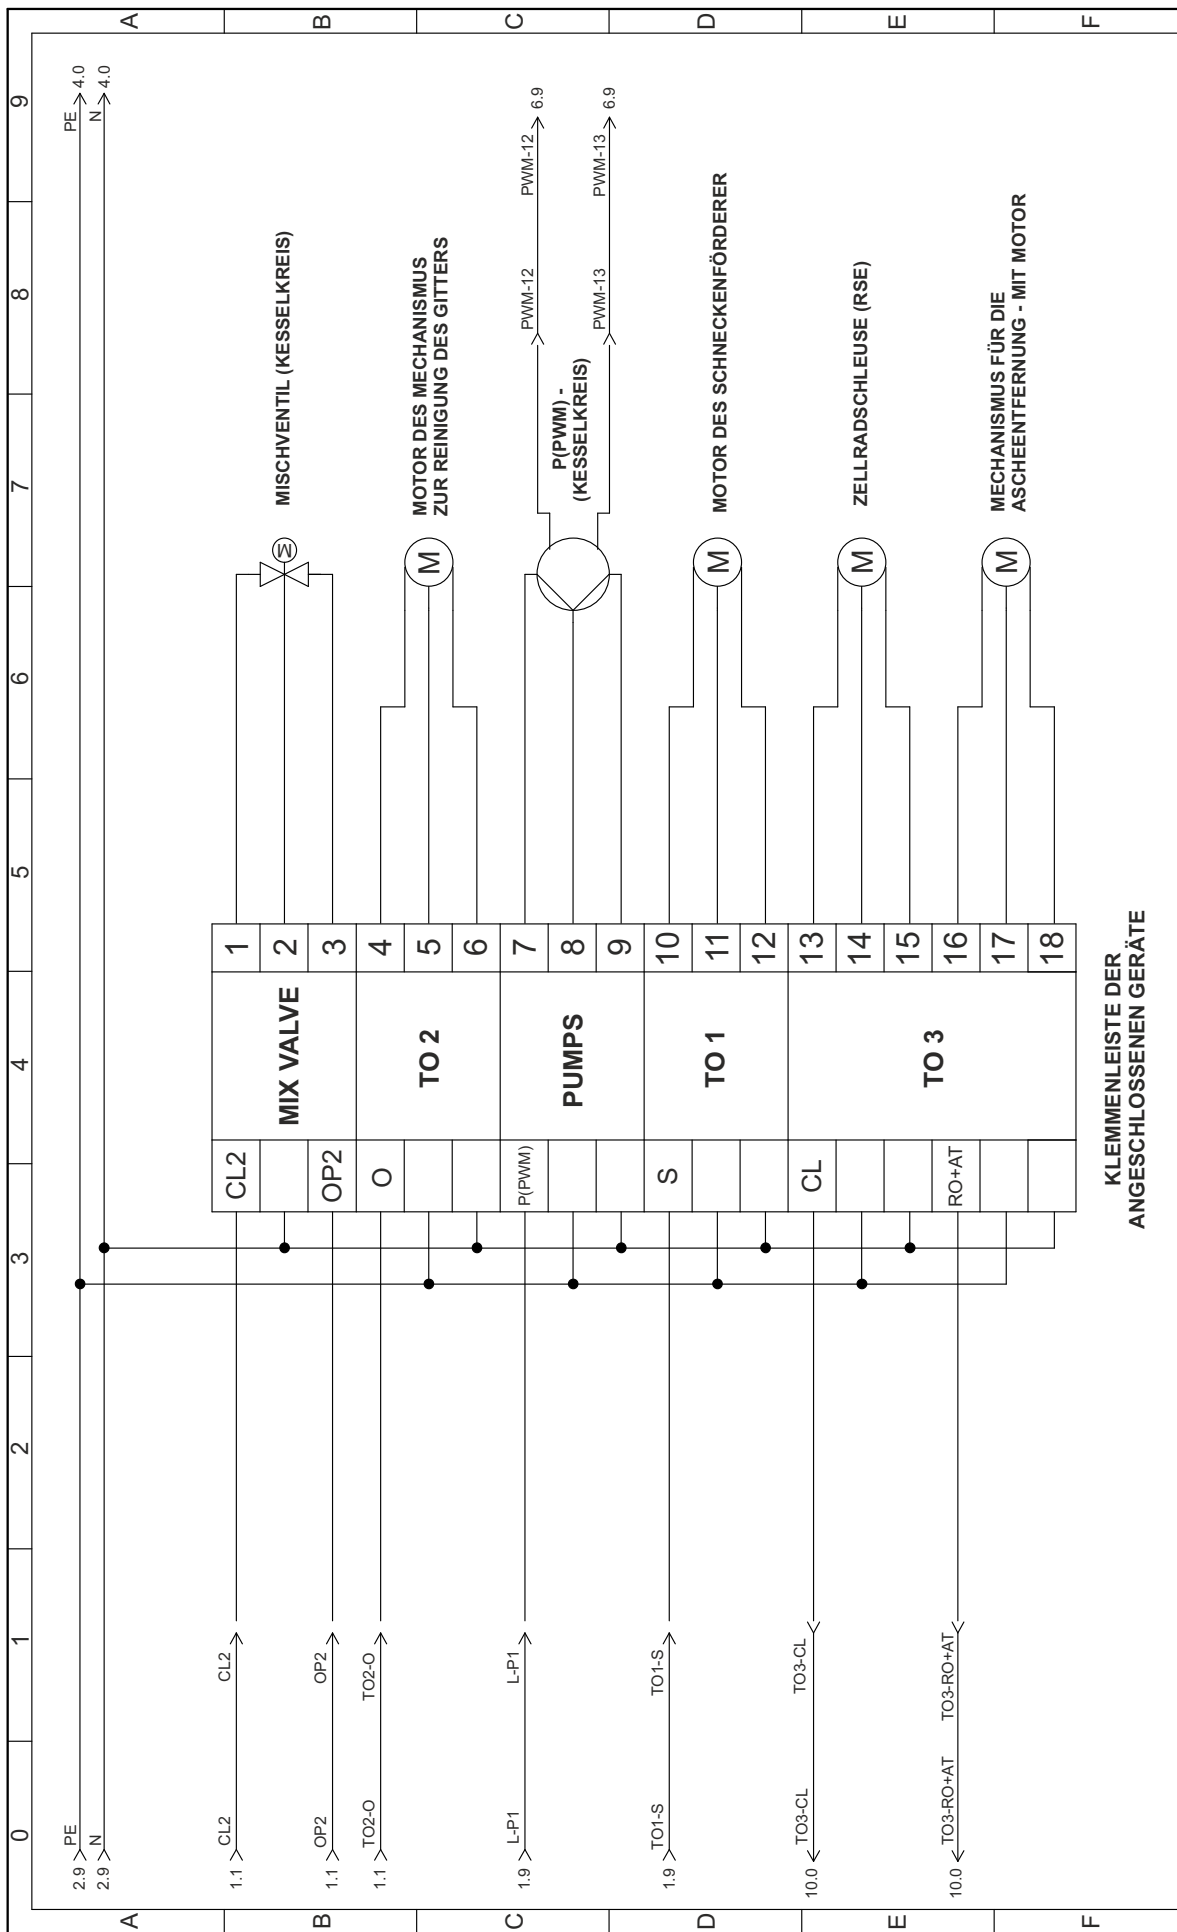 0 1 2 3 4 5 6 7 8 9
A A
2.9 PE PE 4.0
2.9 N N 4.0
B B
1.1 CL2 CL2
CL2 1
MIX VALVE 2
MISCHVENTIL (KESSELKREIS)
M
1.1 OP2 OP2
OP2 3
1.1 TO2-O TO2-O
O 4
TO 2 5
M
MOTOR DES MECHANISMUS
ZUR REINIGUNG DES GITTERS
6
C C
1.9 L-P1 L-P1
P(PWM) 7
PWM-12 PWM-12 6.9
PUMPS 8
P(PWM) -
(KESSELKREIS)
9
PWM-13 PWM-13 6.9
D D
1.9 TO1-S TO1-S
S 10
TO 1 11
M
MOTOR DES SCHNECKENFÖRDERER
12
E E
10.0 TO3-CL TO3-CL
CL 13
14
M
ZELLRADSCHLEUSE (RSE)
15
TO 3
10.0 TO3-RO+AT TO3-RO+AT
RO+AT 16
17
M
MECHANISMUS FÜR DIE
ASCHEENTFERNUNG - MIT MOTOR
18
F F
KLEMMENLEISTE DER
ANGESCHLOSSENEN GERÄTE